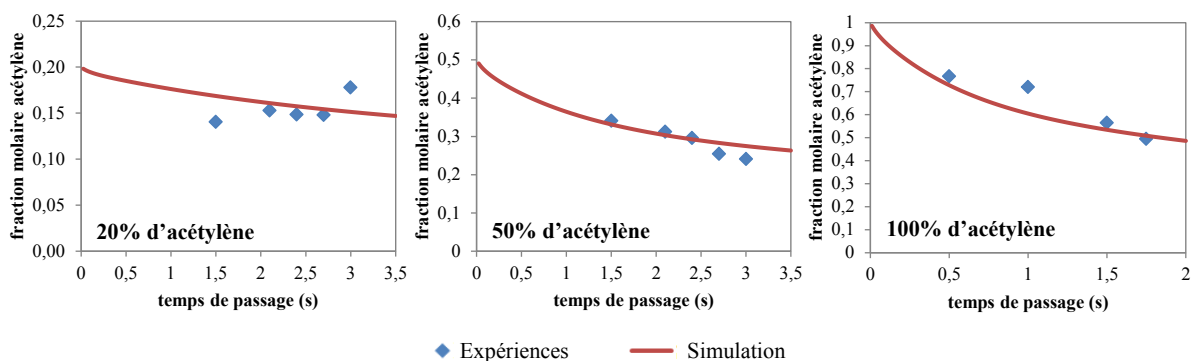 fraction molaire acétylène
0,25
0,20
0,15
0,10
0,05
0,00
20% d'acétylène
0 0,5 1 1,5 2 2,5 3 3,5
temps de passage (s)
fraction molaire acétylène
0,6
0,5
0,4
0,3
0,2
0,1
0
50% d'acétylène
0 0,5 1 1,5 2 2,5 3 3,5
temps de passage (s)
fraction molaire acétylène
1
0,9
0,8
0,7
0,6
0,5
0,4
0,3
0,2
0,1
0
100% d'acétylène
0 0,5 1 1,5 2
temps de passage (s)
Expériences Simulation